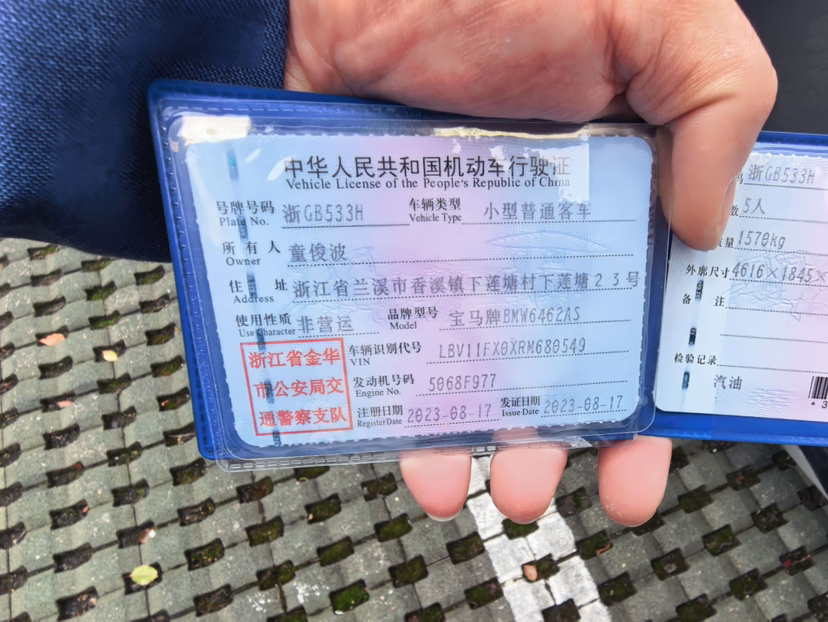 中华人民共和国机动车行驶证
Vehicle License of the People's Republic of China
号牌号码 浙GB533H 车辆类型 小型普通客车
Plate No. Vehicle Type
所有人 童俊波
Owner
住址 浙江省兰溪市香溪镇下莲塘村下莲塘23号
Address
使用性质 非营运 品牌型号 宝马牌BMW6462AS
Use Character Model
浙江省金华
市公安局交
通警察支队
车辆识别代号 LBV11FX0XRM680549
VIN
发动机号码 5068F977
Engine No.
注册日期 2023-08-17 发证日期 2023-08-17
Register Date Issue Date
浙GB533H
数 5人
质量 1570kg
外廓尺寸 4616×1845×
备注
检验记录
汽油